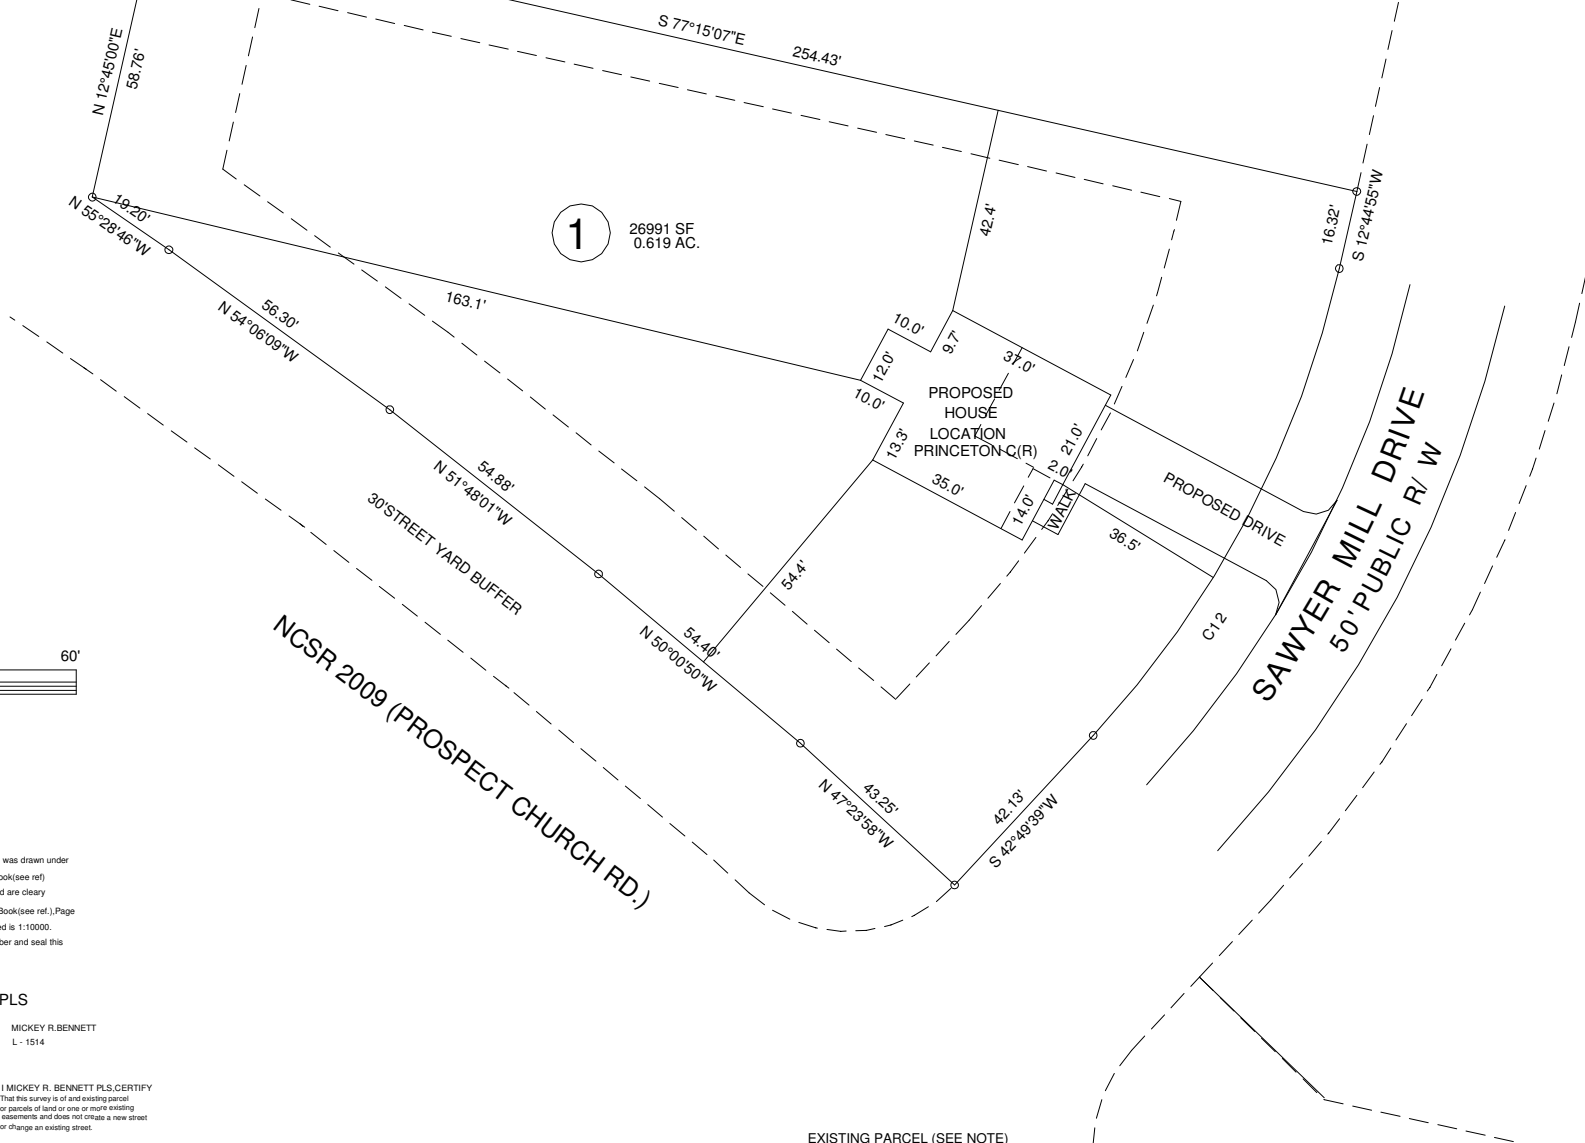 S 77°15'07"E
254.43'
N 12°45'00"E
58.76'
19.20'
N 55°28'46"W
1
26991 SF
0.619 AC.
42.4'
16.32'
S 12°44'55"W
163.1'
56.30'
N 54°06'09"W
10.0'
9.7'
12.0'
37.0'
10.0'
PROPOSED
HOUSE
LOCATION
PRINCETON C(R)
13.3'
21.0'
2.0'
35.0'
14.0'
WALK
PROPOSED DRIVE
36.5'
SAWYER MILL DRIVE
50' PUBLIC R/ W
C12
54.88'
N 51°48'01"W
30'STREET YARD BUFFER
54.4'
54.40'
N 50°00'50"W
NCSR 2009 (PROSPECT CHURCH RD.)
60'
43.25'
N 47°23'58"W
42.13'
S 42°49'39"W
was drawn under
ook(see ref)
d are cleary
Book(see ref.),Page
ed is 1:10000.
ber and seal this
PLS
MICKEY R.BENNETT
L - 1514
I MICKEY R. BENNETT PLS,CERTIFY
That this survey is of and existing parcel
or parcels of land or one or more existing
easements and does not create a new street
or change an existing street.
EXISTING PARCEL (SEE NOTE)